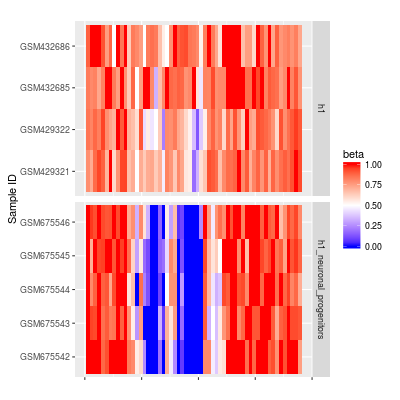 GSM432686
GSM432685
GSM429322
GSM429321
h1
GSM675546
GSM675545
GSM675544
GSM675543
GSM675542
h1_neuronal_progenitors
Sample ID
beta
1.00
0.75
0.50
0.25
0.00